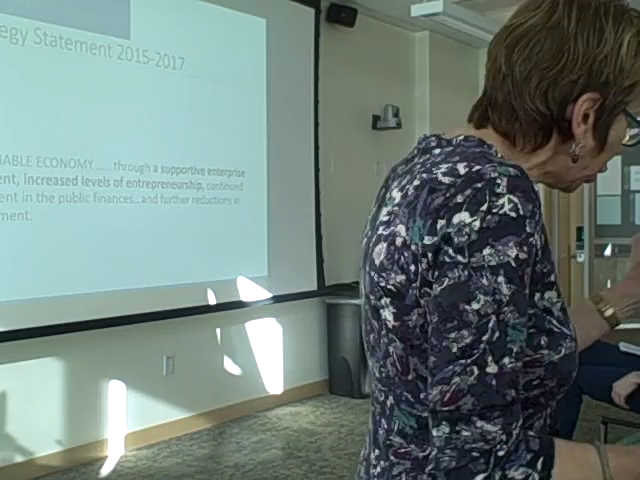 egy Statement 2015-2017
NABLE ECONOMY ..... through a supportive enterprise
ent, increased levels of entrepreneurship, continued
ent in the public finances...and further reductions in
ment.